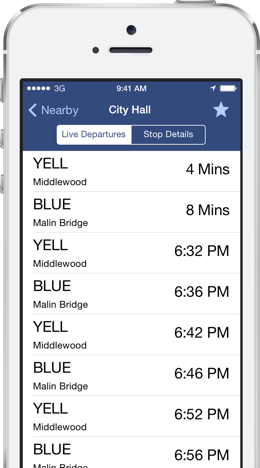 3G 9:41 AM
Nearby City Hall
Live Departures Stop Details
YELL
Middlewood
4 Mins
BLUE
Malin Bridge
8 Mins
YELL
Middlewood
6:32 PM
BLUE
Malin Bridge
6:36 PM
YELL
Middlewood
6:42 PM
BLUE
Malin Bridge
6:46 PM
YELL
Middlewood
6:52 PM
BLUE
Malin Bridge
6:56 PM